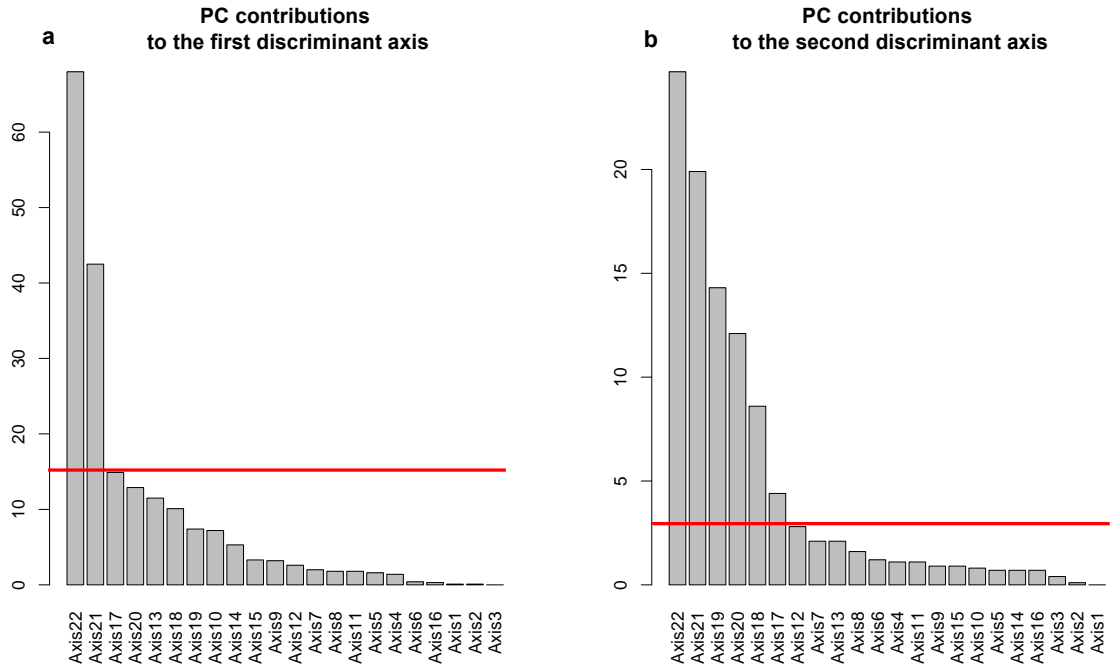 a
PC contributions
to the first discriminant axis
60
50
40
30
20
10
0
Axis22
Axis21
Axis17
Axis20
Axis13
Axis18
Axis19
Axis10
Axis14
Axis15
Axis9
Axis12
Axis7
Axis8
Axis11
Axis5
Axis4
Axis6
Axis16
Axis1
Axis2
Axis3
b
PC contributions
to the second discriminant axis
20
15
10
5
0
Axis22
Axis21
Axis19
Axis20
Axis18
Axis17
Axis12
Axis7
Axis13
Axis8
Axis6
Axis4
Axis11
Axis9
Axis15
Axis10
Axis5
Axis14
Axis16
Axis3
Axis2
Axis1